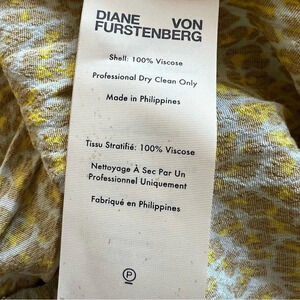 DIANE VON
FURSTENBERG
Shell: 100% Viscose
Professional Dry Clean Only
Made in Philippines
Tissu Stratifié: 100% Viscose
Nettoyage À Sec Par Un
Professionnel Uniquement
Fabriqué en Philippines
P